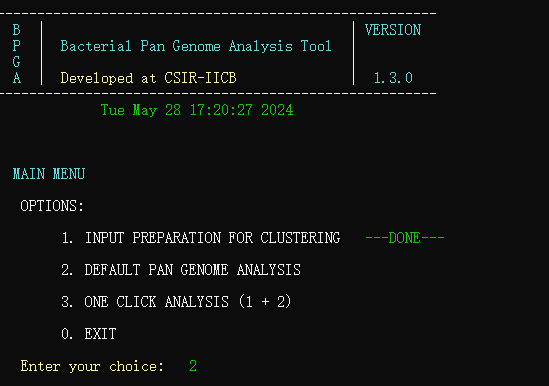 B VERSION
P Bacterial Pan Genome Analysis Tool
G
A Developed at CSIR-IICB 1.3.0
Tue May 28 17:20:27 2024
MAIN MENU
OPTIONS:
1. INPUT PREPARATION FOR CLUSTERING ---DONE---
2. DEFAULT PAN GENOME ANALYSIS
3. ONE CLICK ANALYSIS (1 + 2)
0. EXIT
Enter your choice: 2